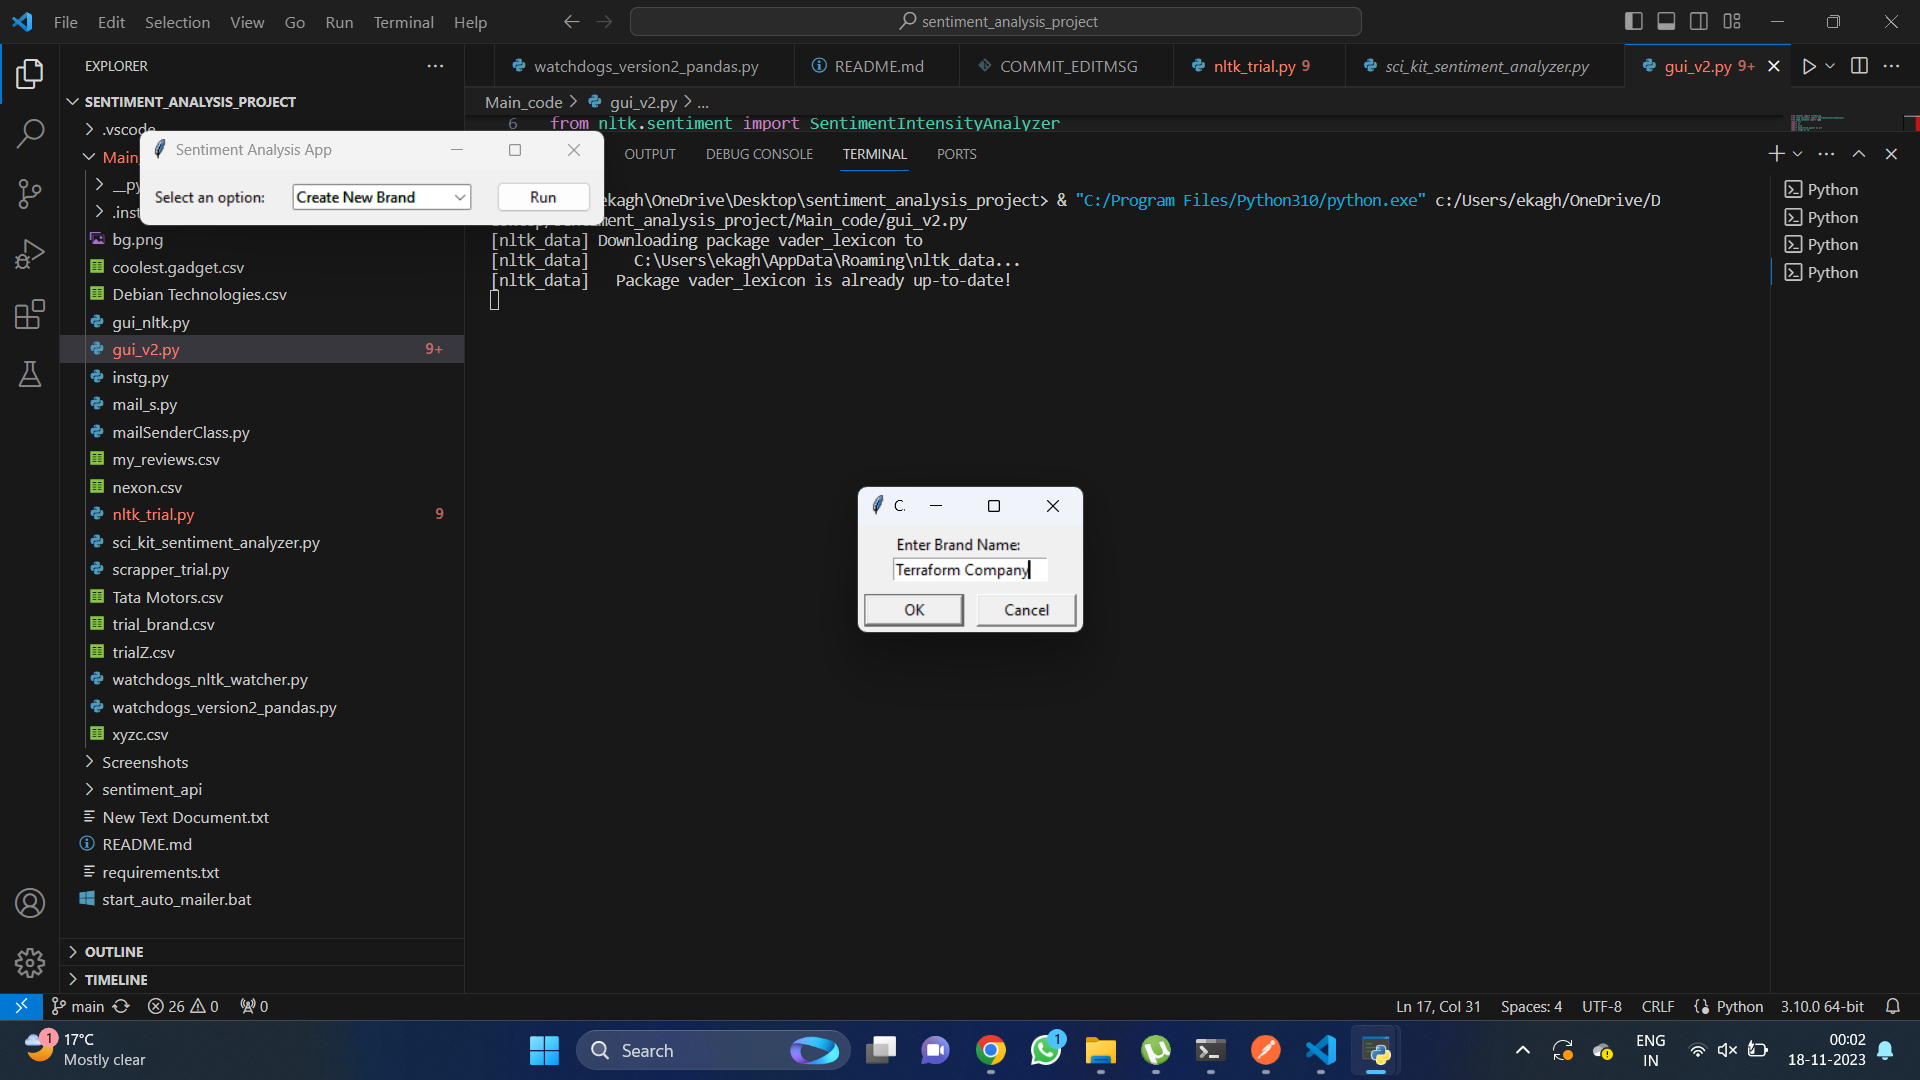 File Edit Selection View Go Run Terminal Help
sentiment_analysis_project
EXPLORER
SENTIMENT_ANALYSIS_PROJECT
.vscode
Main
__py
.inst
bg.png
coolest.gadget.csv
Debian Technologies.csv
gui_nltk.py
gui_v2.py 9+
instg.py
mail_s.py
mailSenderClass.py
my_reviews.csv
nexon.csv
nltk_trial.py 9
sci_kit_sentiment_analyzer.py
scrapper_trial.py
Tata Motors.csv
trial_brand.csv
trialZ.csv
watchdogs_nltk_watcher.py
watchdogs_version2_pandas.py
xyzc.csv
Screenshots
sentiment_api
New Text Document.txt
README.md
requirements.txt
start_auto_mailer.bat
OUTLINE
TIMELINE
watchdogs_version2_pandas.py README.md COMMIT_EDITMSG nltk_trial.py 9 sci_kit_sentiment_analyzer.py gui_v2.py 9+
Main_code > gui_v2.py > ...
6 from nltk.sentiment import SentimentIntensityAnalyzer
OUTPUT DEBUG CONSOLE TERMINAL PORTS
Sentiment Analysis App
Select an option: Create New Brand Run
ekagh\OneDrive\Desktop\sentiment_analysis_project> & "C:/Program Files/Python310/python.exe" c:/Users/ekagh/OneDrive/D
iment_analysis_project/Main_code/gui_v2.py
[nltk_data] Downloading package vader_lexicon to
[nltk_data]     C:\Users\ekagh\AppData\Roaming\nltk_data...
[nltk_data]   Package vader_lexicon is already up-to-date!
Python
Python
Python
Python
C.
Enter Brand Name:
Terraform Company
OK Cancel
main 26 0 0
Ln 17, Col 31 Spaces: 4 UTF-8 CRLF Python 3.10.0 64-bit
1 17°C
Mostly clear
Search
1
ENG
IN
00:02
18-11-2023